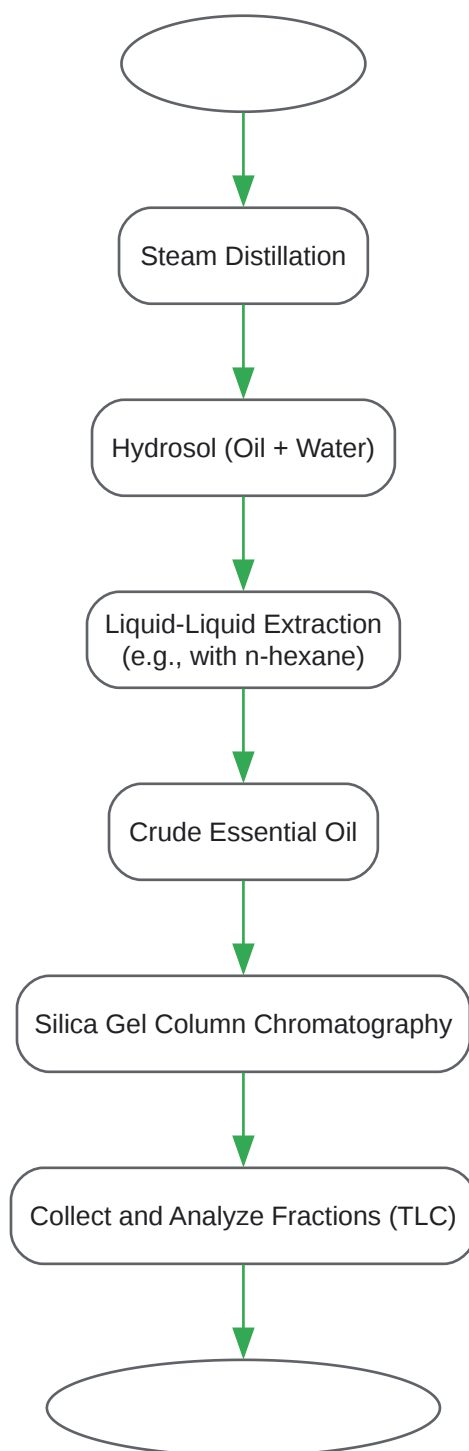 Steam Distillation
Hydrosol (Oil + Water)
Liquid-Liquid Extraction
(e.g., with n-hexane)
Crude Essential Oil
Silica Gel Column Chromatography
Collect and Analyze Fractions (TLC)